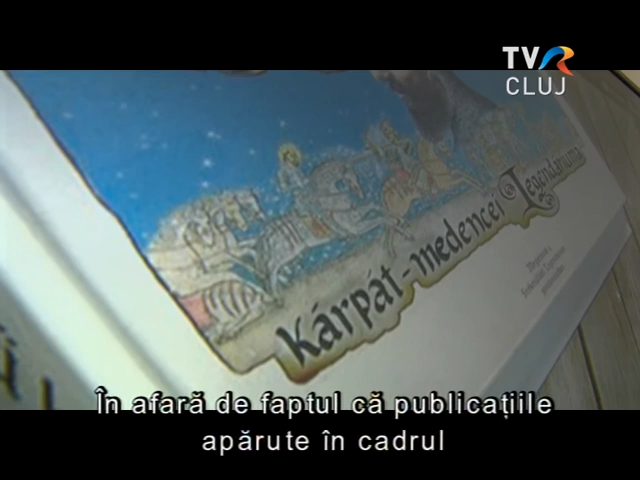 TVR
CLUJ
Kárpát-medencei Legendárium
În afară de faptul că publicațiile
apărute în cadrul